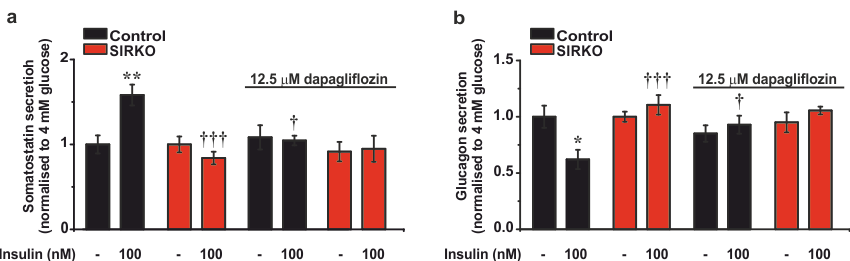 a
Control
SIRKO
Somatostatin secretioh
(normalised to 4 mM glucose)
2
1
0
**
†††
†
12.5 µM dapagliflozin
Insulin (nM) - 100 - 100 - 100 - 100
b
Control
SIRKO
Glucagon secretion
(normalised to 4 mM glucose)
1.5
1.0
0.5
0.0
*
†††
†
12.5 µM dapagliflozin
Insulin (nM) - 100 - 100 - 100 - 100